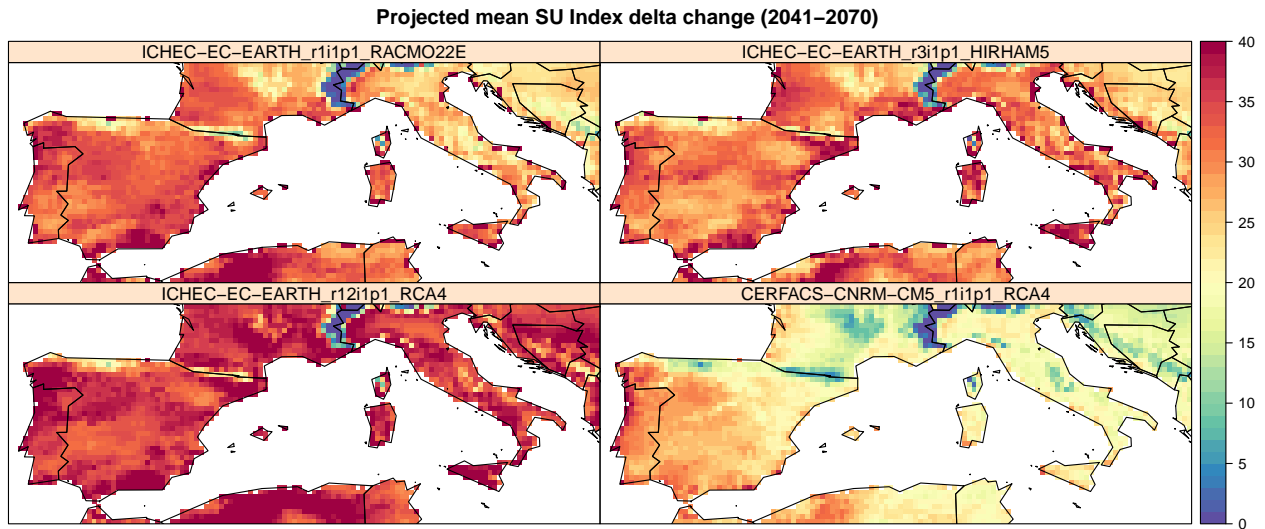 Projected mean SU Index delta change (2041−2070)
ICHEC−EC−EARTH_r1i1p1_RACMO22E
ICHEC−EC−EARTH_r3i1p1_HIRHAM5
ICHEC−EC−EARTH_r12i1p1_RCA4
CERFACS−CNRM−CM5_r1i1p1_RCA4
40
35
30
25
20
15
10
5
0